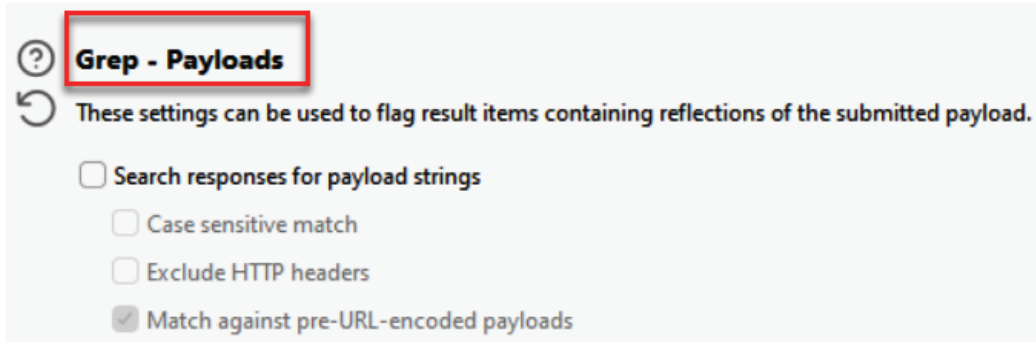 Grep - Payloads
These settings can be used to flag result items containing reflections of the submitted payload.
Search responses for payload strings
Case sensitive match
Exclude HTTP headers
Match against pre-URL-encoded payloads